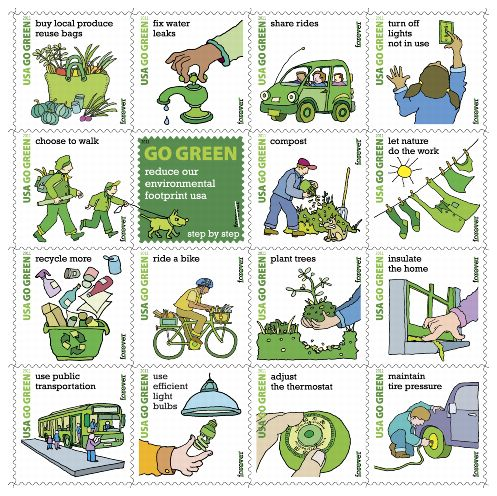 buy local produce
reuse bags
USA GO GREEN
forever
fix water
leaks
USA GO GREEN
forever
share rides
USA GO GREEN
forever
turn off
lights
not in use
USA GO GREEN
forever
choose to walk
USA GO GREEN
forever
GO GREEN
reduce our
environmental
footprint usa
step by step
forever
compost
USA GO GREEN
forever
let nature
do the work
USA GO GREEN
forever
recycle more
USA GO GREEN
forever
ride a bike
USA GO GREEN
forever
plant trees
USA GO GREEN
forever
insulate
the home
USA GO GREEN
forever
use public
transportation
USA GO GREEN
forever
use
efficient
light
bulbs
USA GO GREEN
forever
adjust
the thermostat
USA GO GREEN
forever
maintain
tire pressure
USA GO GREEN
forever